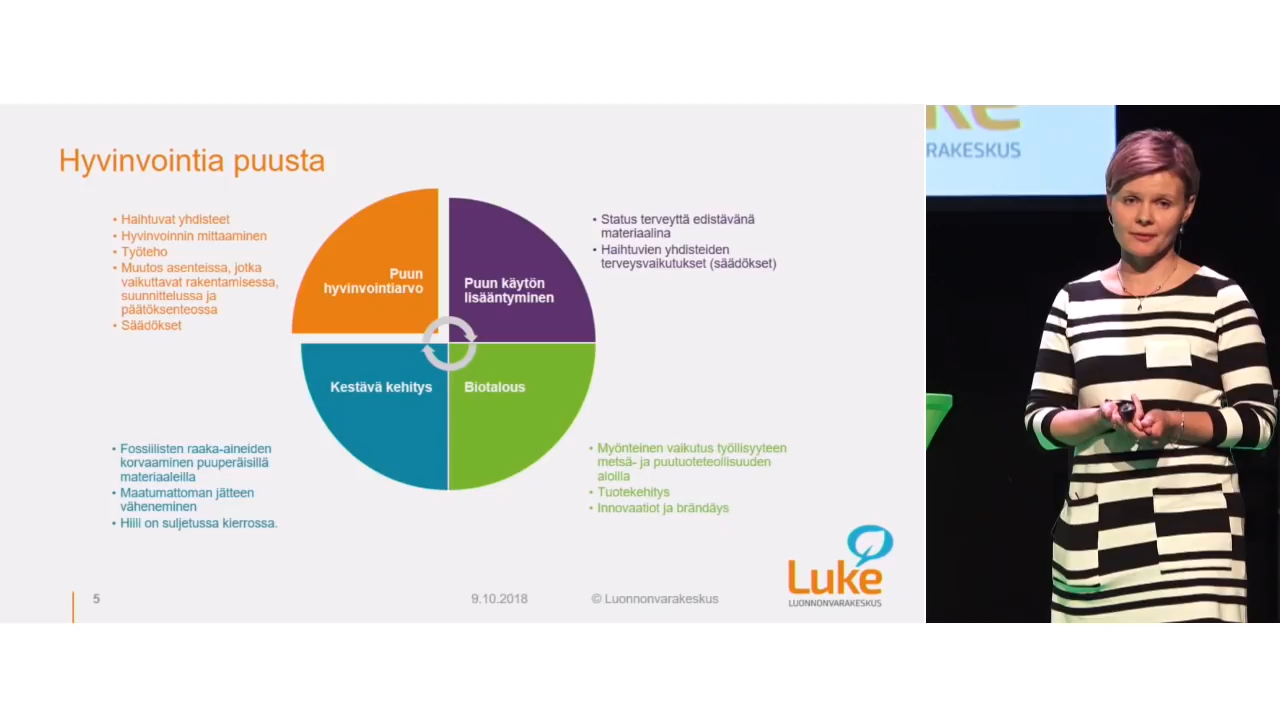 Hyvinvointia puusta
• Haihtuvat yhdisteet
• Hyvinvoinnin mittaaminen
• Työteho
• Muutos asenteissa, jotka
vaikuttavat rakentamisessa,
suunnittelussa ja
päätöksenteossa
• Säädökset
Puun
hyvinvointiarvo
Puun käytön
lisääntyminen
• Status terveyttä edistävänä
materiaalina
• Haihtuvien yhdisteiden
terveysvaikutukset (säädökset)
Kestävä kehitys
Biotalous
• Fossiilisten raaka-aineiden
korvaaminen puuperäisillä
materiaaleilla
• Maatumattoman jätteen
väheneminen
• Hiili on suljetussa kierrossa.
• Myönteinen vaikutus työllisyyteen
metsä- ja puutuoteteollisuuden
aloilla
• Tuotekehitys
• Innovaatiot ja brändäys
5
9.10.2018
© Luonnonvarakeskus
Luke
LUONNONVARAKESKUS
uke
RAKESKUS